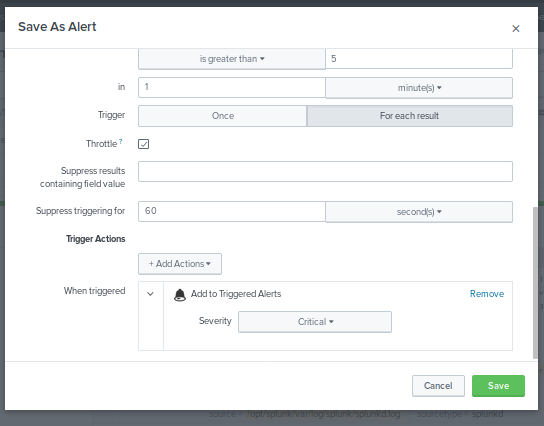 Save As Alert ×
is greater than 5
in 1 minute(s)
Trigger Once For each result
Throttle ?
Suppress results
containing field value
Suppress triggering for 60 second(s)
Trigger Actions
+ Add Actions
When triggered Add to Triggered Alerts Remove
Severity Critical
Cancel Save
source = /opt/splunk/var/log/splunk/splunkd.log sourcetype = splunkd